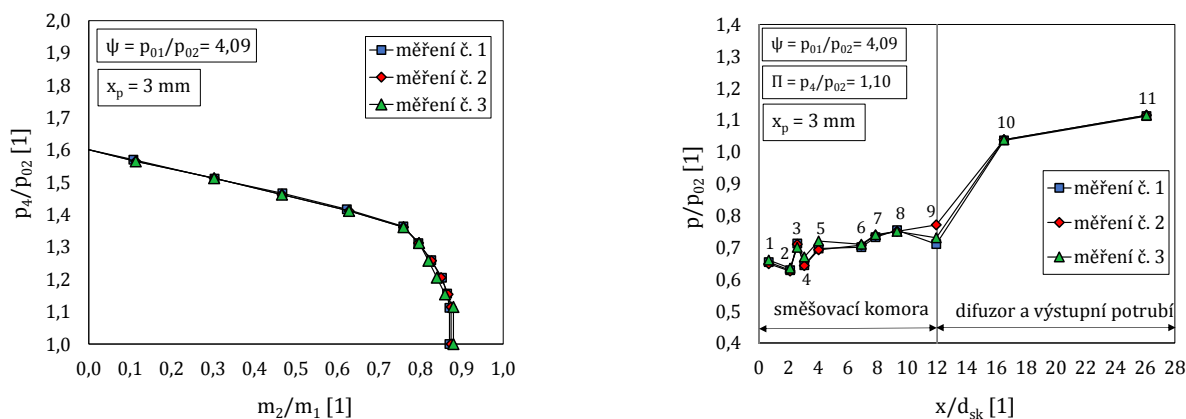 2,0
1,9
1,8
1,7
1,6
1,5
1,4
1,3
1,2
1,1
1,0
p₄/p₀₂ [1]
ψ = p₀₁/p₀₂= 4,09
xₚ = 3 mm
měření č. 1
měření č. 2
měření č. 3
0,0 0,1 0,2 0,3 0,4 0,5 0,6 0,7 0,8 0,9 1,0
m₂/m₁ [1]
1,4
1,3
1,2
1,1
1,0
0,9
0,8
0,7
0,6
0,5
0,4
p/p₀₂ [1]
ψ = p₀₁/p₀₂= 4,09
Π = p₄/p₀₂= 1,10
xₚ = 3 mm
1 2 3 4 5 6 7 8 9 10 11
měření č. 1
měření č. 2
měření č. 3
směšovací komora
difuzor a výstupní potrubí
0 2 4 6 8 10 12 14 16 18 20 22 24 26 28
x/dₛₖ [1]